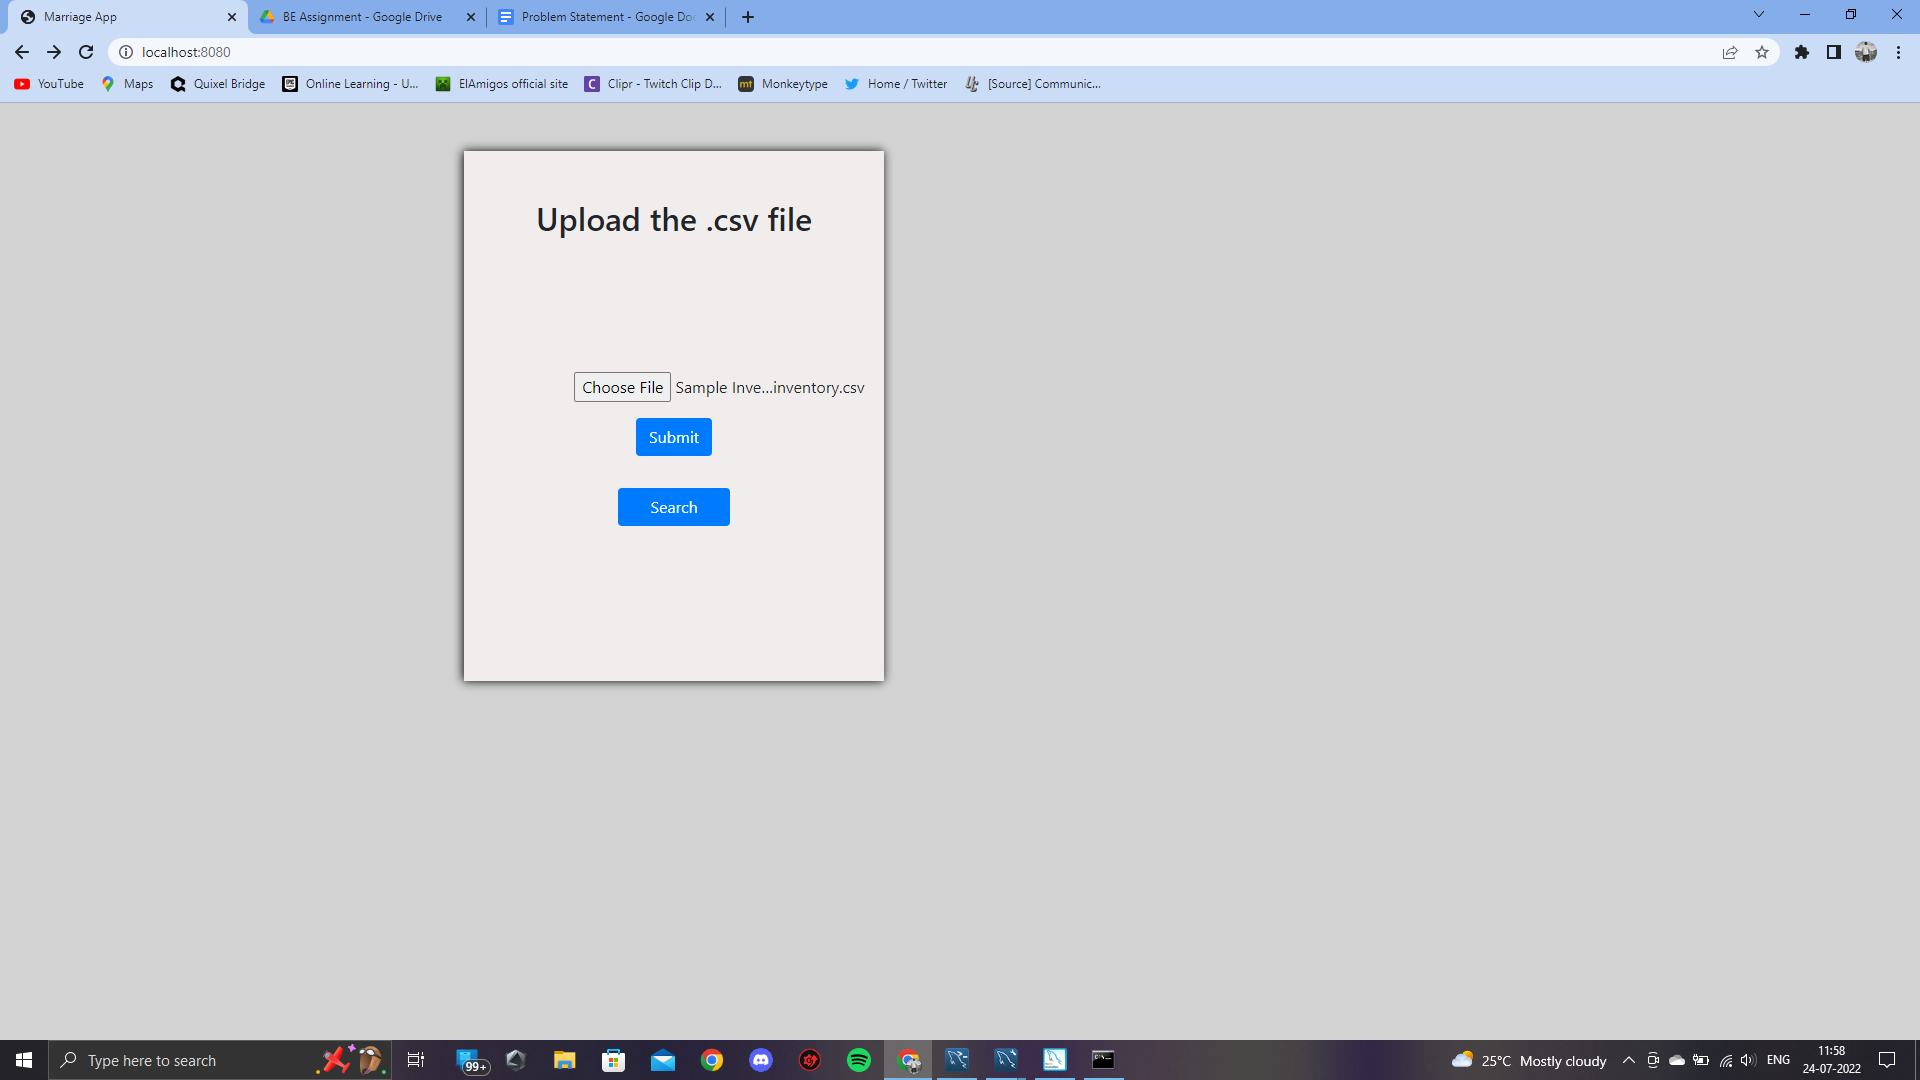 Marriage App
BE Assignment - Google Drive
Problem Statement - Google Doc
localhost:8080
YouTube
Maps
Quixel Bridge
Online Learning - U...
ElAmigos official site
C
Clipr - Twitch Clip D...
mt
Monkeytype
Home / Twitter
[Source] Communic...
Upload the .csv file
Choose File
Sample Inve...inventory.csv
Submit
Search
Type here to search
99+
25°C
Mostly cloudy
ENG
11:58
24-07-2022